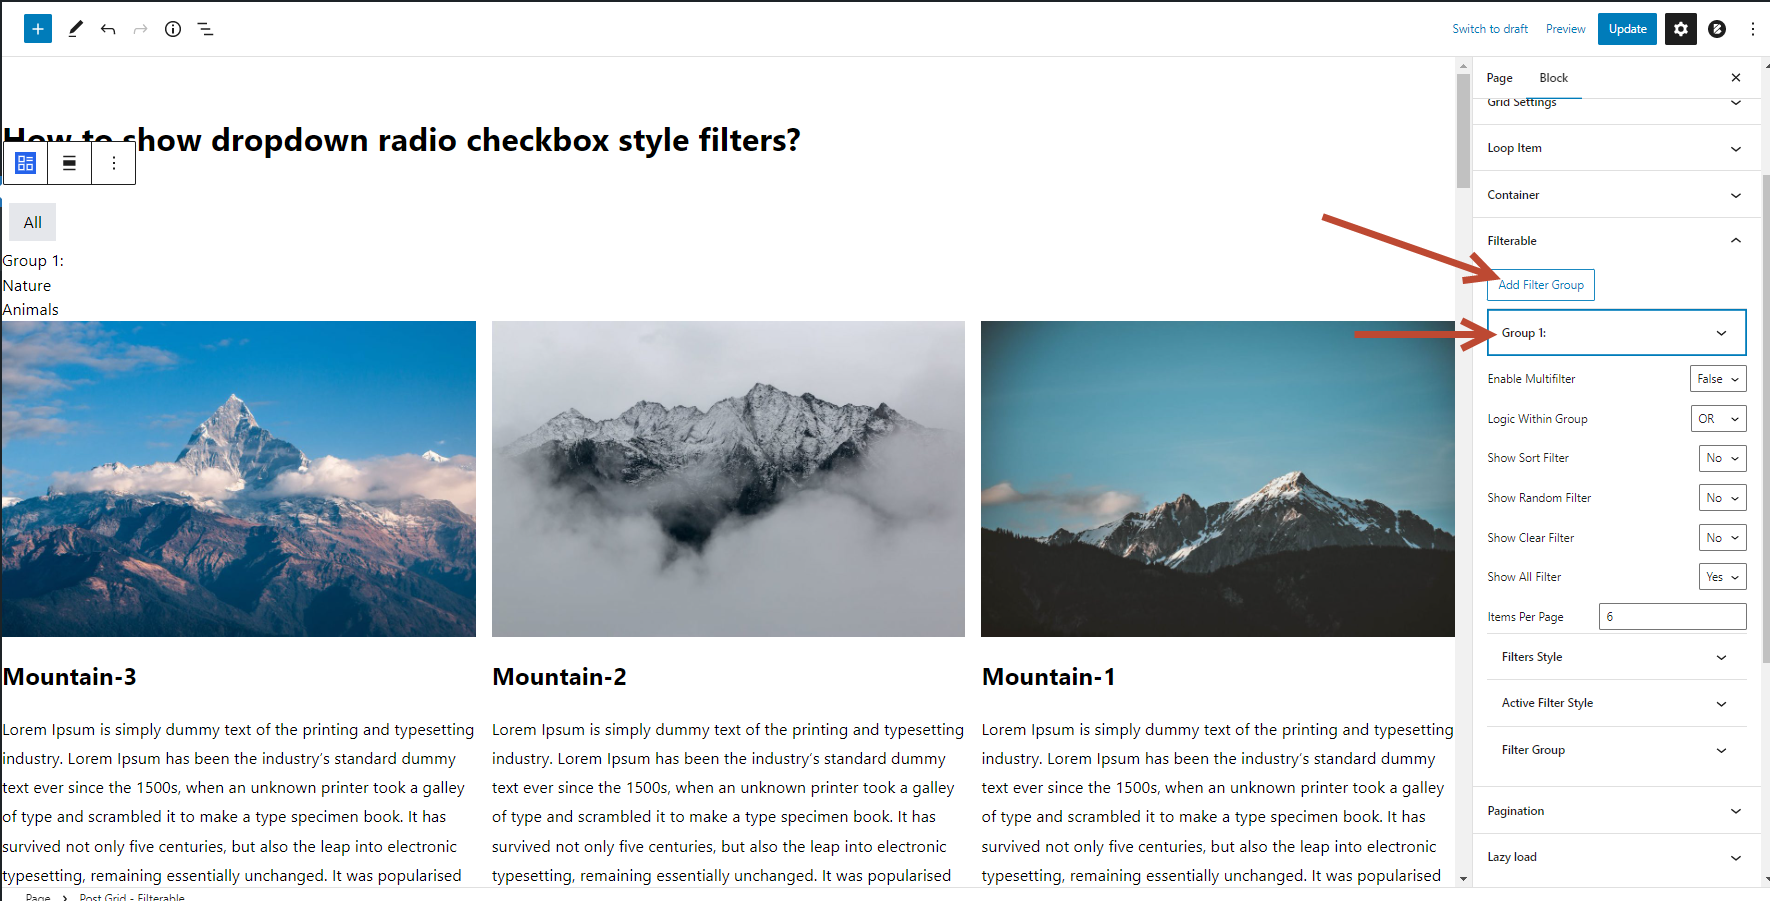 Switch to draft
Preview
Update
How to show dropdown radio checkbox style filters?
All
Group 1:
Nature
Animals
Mountain-3
Lorem Ipsum is simply dummy text of the printing and typesetting
industry. Lorem Ipsum has been the industry’s standard dummy
text ever since the 1500s, when an unknown printer took a galley
of type and scrambled it to make a type specimen book. It has
survived not only five centuries, but also the leap into electronic
typesetting, remaining essentially unchanged. It was popularised
Mountain-2
Lorem Ipsum is simply dummy text of the printing and typesetting
industry. Lorem Ipsum has been the industry’s standard dummy
text ever since the 1500s, when an unknown printer took a galley
of type and scrambled it to make a type specimen book. It has
survived not only five centuries, but also the leap into electronic
typesetting, remaining essentially unchanged. It was popularised
Mountain-1
Lorem Ipsum is simply dummy text of the printing and typesetting
industry. Lorem Ipsum has been the industry’s standard dummy
text ever since the 1500s, when an unknown printer took a galley
of type and scrambled it to make a type specimen book. It has
survived not only five centuries, but also the leap into electronic
typesetting, remaining essentially unchanged. It was popularised
Page Block
Grid Settings
Loop Item
Container
Filterable
Add Filter Group
Group 1:
Enable Multifilter False
Logic Within Group OR
Show Sort Filter No
Show Random Filter No
Show Clear Filter No
Show All Filter Yes
Items Per Page 6
Filters Style
Active Filter Style
Filter Group
Pagination
Lazy load
Page > Post Grid - Filterable